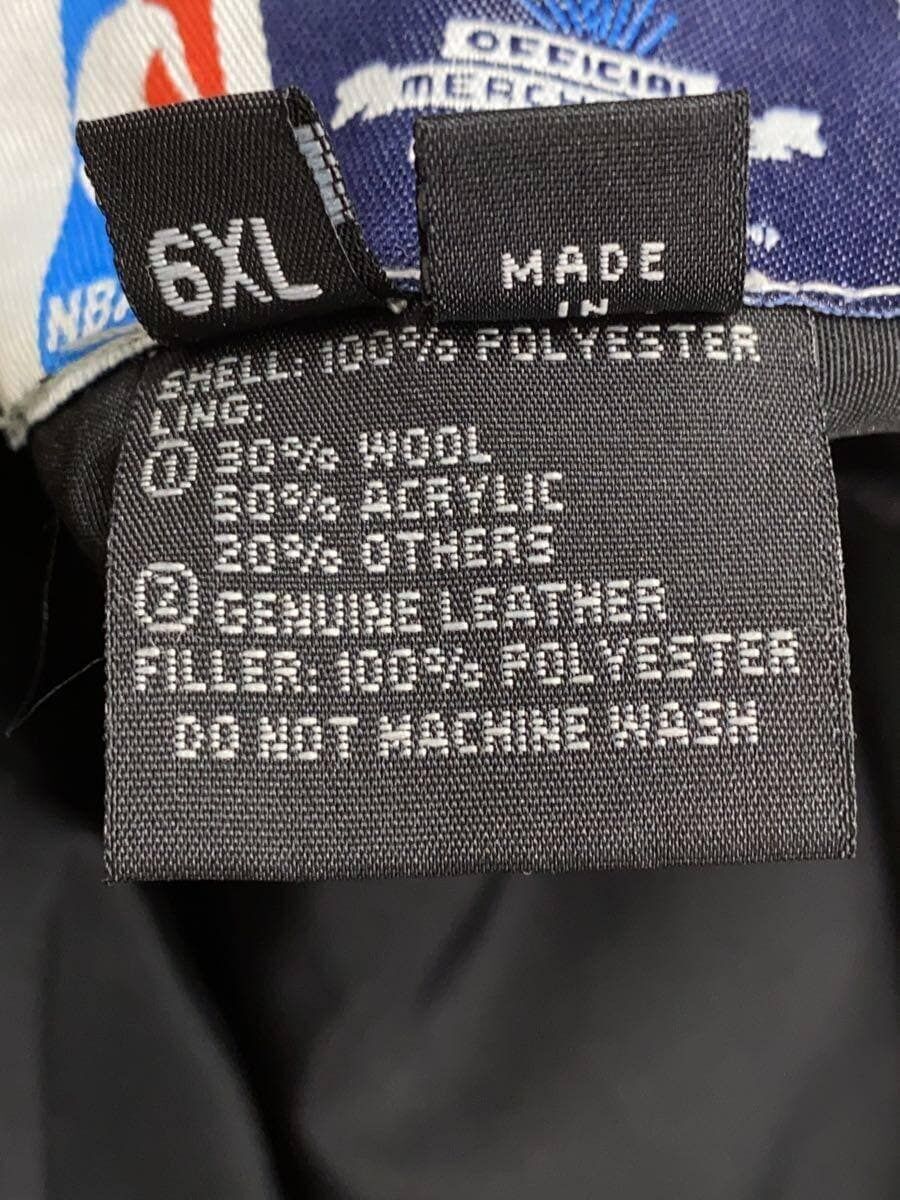 NBA
OFFICIAL
6XL
MADE
IN
SHELL: 100% POLYESTER
LING:
① 30% WOOL
50% ACRYLIC
20% OTHERS
② GENUINE LEATHER
FILLER: 100% POLYESTER
DO NOT MACHINE WASH